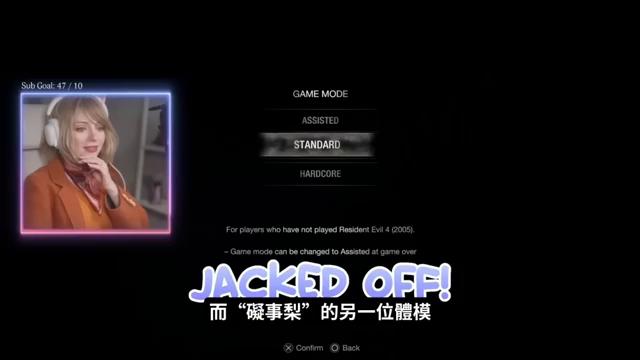 Sub Goal: 47 / 10
GAME MODE
ASSISTED
STANDARD
HARDCORE
For players who have not played Resident Evil 4 (2005).
– Game mode can be changed to Assisted at game over
JACKED OFF!
而“礙事梨”的另一位體模
Confirm Back